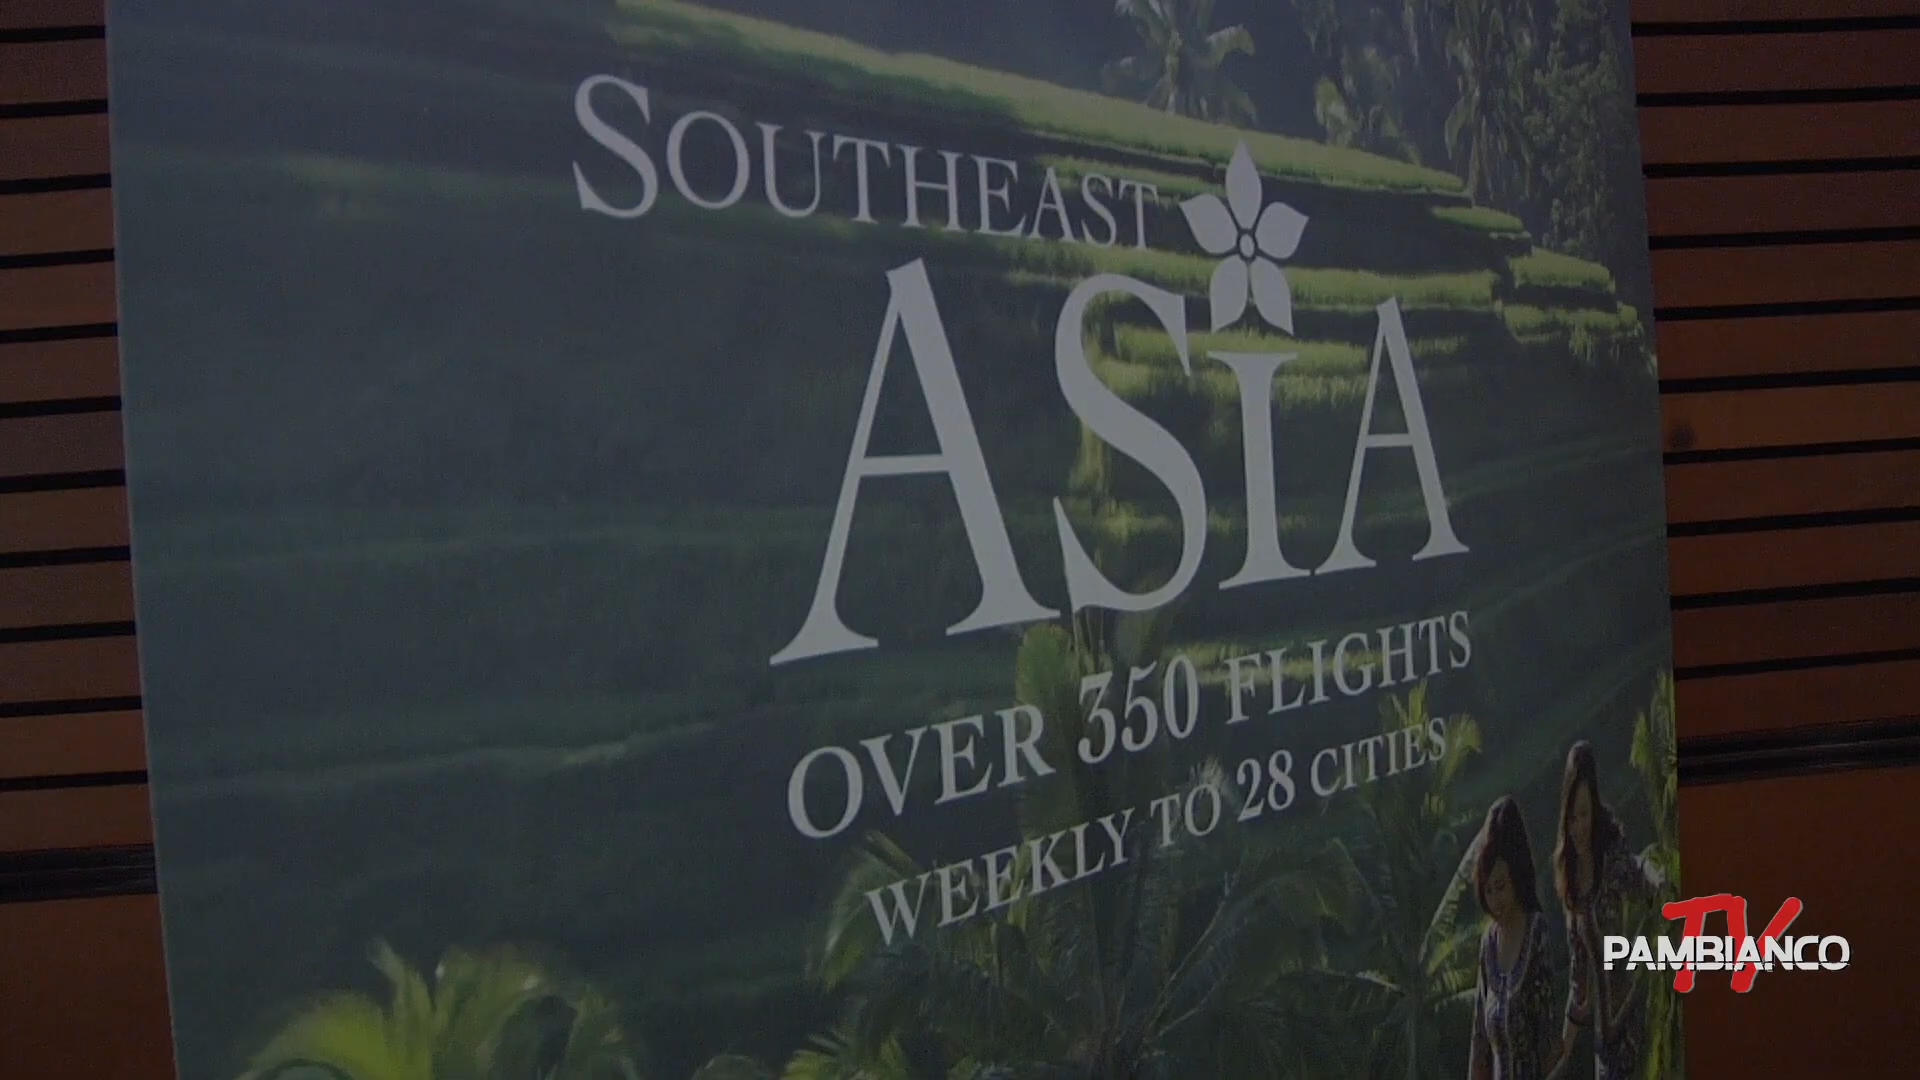 SOUTHEAST
ASiA
OVER 350 FLIGHTS
WEEKLY TO 28 CITIES
TV
PAMBIANCO